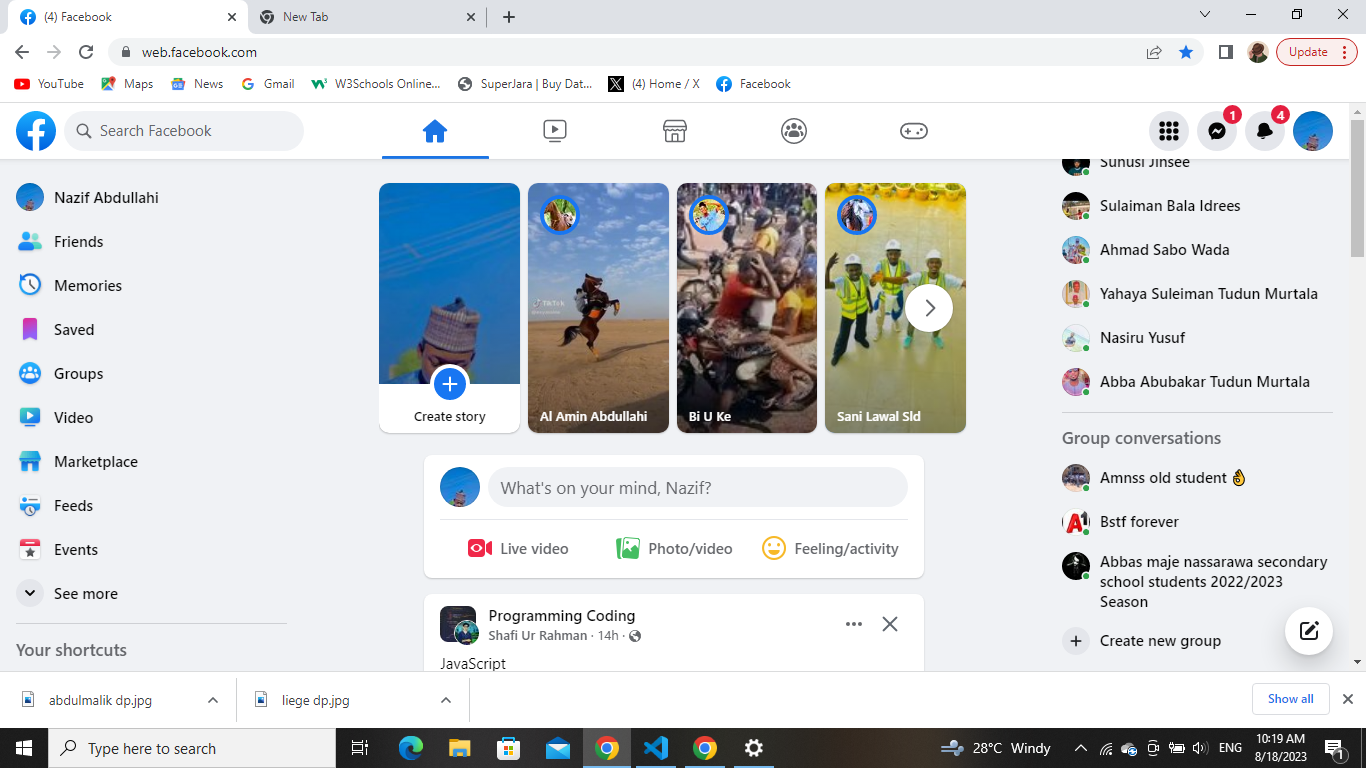 (4) Facebook
New Tab
web.facebook.com
Update
YouTube
Maps
News
Gmail
W3Schools Online...
SuperJara | Buy Dat...
(4) Home / X
Facebook
Search Facebook
1
4
Nazif Abdullahi
Friends
Memories
Saved
Groups
Video
Marketplace
Feeds
Events
See more
Your shortcuts
Create story
TikTok
Al Amin Abdullahi
Bi U Ke
Sani Lawal Sld
What's on your mind, Nazif?
Live video
Photo/video
Feeling/activity
Programming Coding
Shafi Ur Rahman · 14h ·
JavaScript
Sunusi Jinsee
Sulaiman Bala Idrees
Ahmad Sabo Wada
Yahaya Suleiman Tudun Murtala
Nasiru Yusuf
Abba Abubakar Tudun Murtala
Group conversations
Amnss old student 👌
A1
Bstf forever
Abbas maje nassarawa secondary
school students 2022/2023
Season
Create new group
abdulmalik dp.jpg
liege dp.jpg
Show all
Type here to search
28°C Windy
ENG
10:19 AM
8/18/2023
1